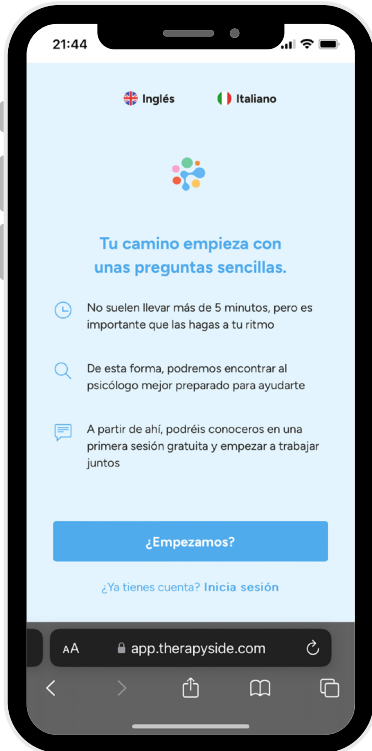 21:44
Inglés
Italiano
Tu camino empieza con
unas preguntas sencillas.
No suelen llevar más de 5 minutos, pero es
importante que las hagas a tu ritmo
De esta forma, podremos encontrar al
psicólogo mejor preparado para ayudarte
A partir de ahí, podréis conoceros en una
primera sesión gratuita y empezar a trabajar
juntos
¿Empezamos?
¿Ya tienes cuenta? Inicia sesión
AA app.therapyside.com